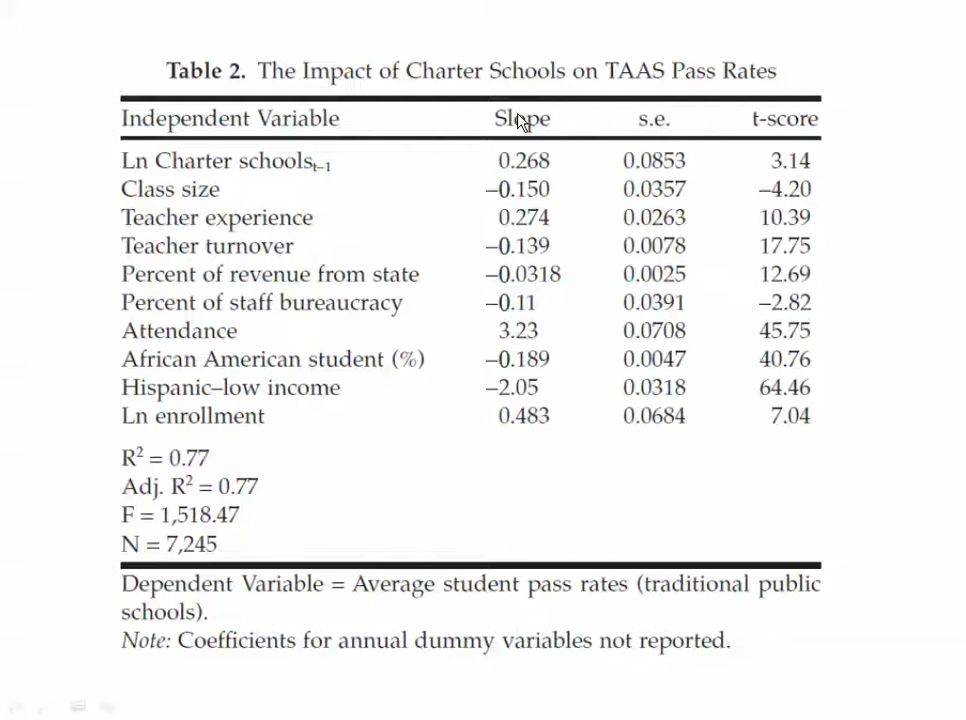 Table 2. The Impact of Charter Schools on TAAS Pass Rates
Independent Variable Slope s.e. t-score
Ln Charter schoolst–1 0.268 0.0853 3.14
Class size –0.150 0.0357 –4.20
Teacher experience 0.274 0.0263 10.39
Teacher turnover –0.139 0.0078 17.75
Percent of revenue from state –0.0318 0.0025 12.69
Percent of staff bureaucracy –0.11 0.0391 –2.82
Attendance 3.23 0.0708 45.75
African American student (%) –0.189 0.0047 40.76
Hispanic–low income –2.05 0.0318 64.46
Ln enrollment 0.483 0.0684 7.04
R² = 0.77
Adj. R² = 0.77
F = 1,518.47
N = 7,245
Dependent Variable = Average student pass rates (traditional public
schools).
Note: Coefficients for annual dummy variables not reported.